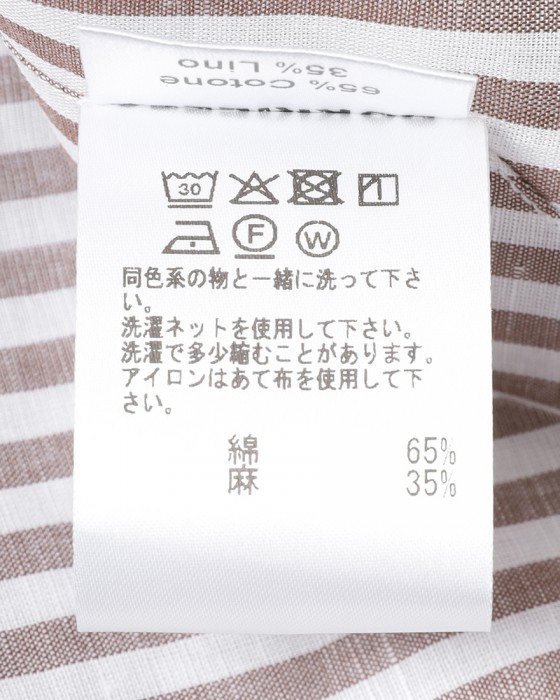 65% Cotone
35% Lino
30
F
W
同色系の物と一緒に洗って下さ
い。
洗濯ネットを使用して下さい。
洗濯で多少縮むことがあります。
アイロンはあて布を使用して下
さい。
綿 65%
麻 35%